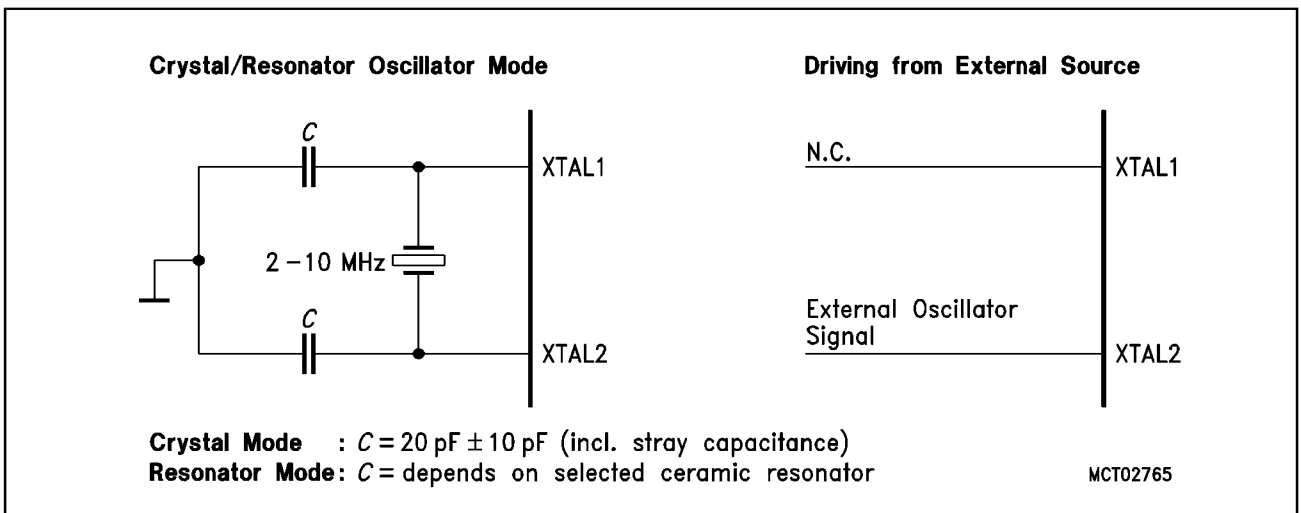 Crystal/Resonator Oscillator Mode
C
XTAL1
2 – 10 MHz
C
XTAL2
Driving from External Source
N.C.
XTAL1
External Oscillator
Signal
XTAL2
Crystal Mode : C = 20 pF ± 10 pF (incl. stray capacitance)
Resonator Mode: C = depends on selected ceramic resonator
MCT02765